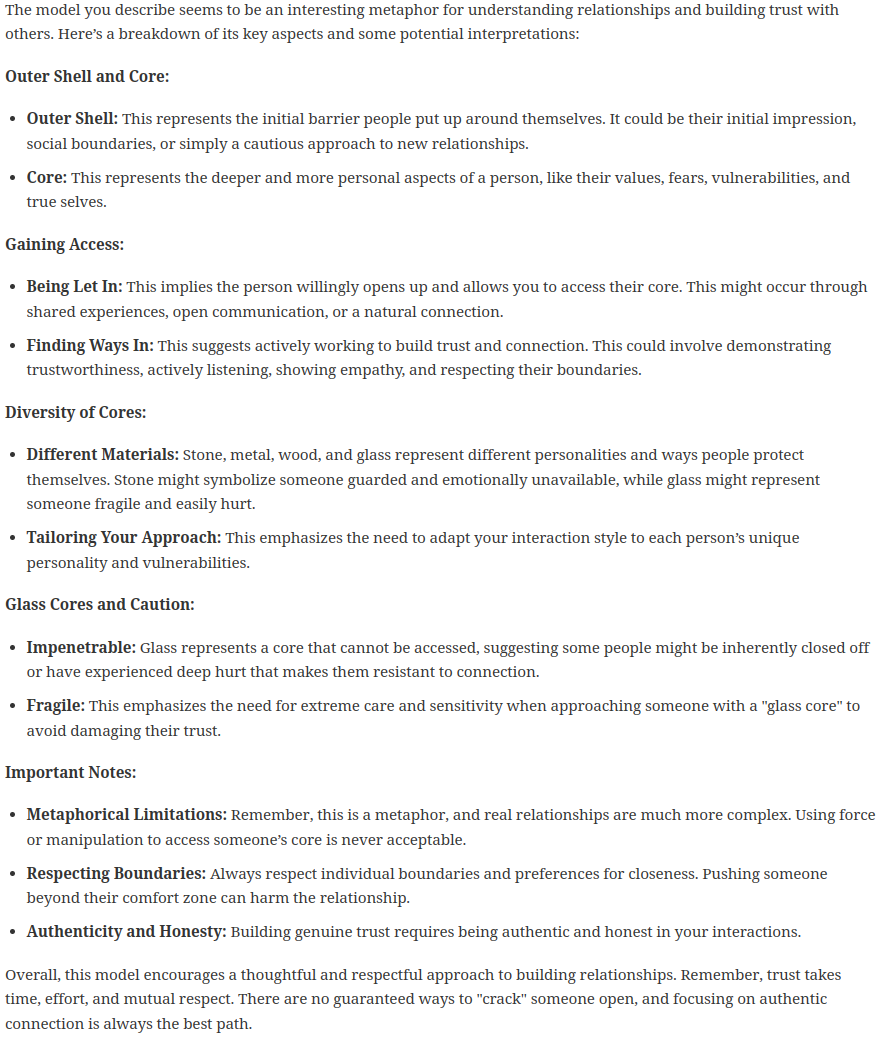 The model you describe seems to be an interesting metaphor for understanding relationships and building trust with
others. Here’s a breakdown of its key aspects and some potential interpretations:
Outer Shell and Core:
• Outer Shell: This represents the initial barrier people put up around themselves. It could be their initial impression,
social boundaries, or simply a cautious approach to new relationships.
• Core: This represents the deeper and more personal aspects of a person, like their values, fears, vulnerabilities, and
true selves.
Gaining Access:
• Being Let In: This implies the person willingly opens up and allows you to access their core. This might occur through
shared experiences, open communication, or a natural connection.
• Finding Ways In: This suggests actively working to build trust and connection. This could involve demonstrating
trustworthiness, actively listening, showing empathy, and respecting their boundaries.
Diversity of Cores:
• Different Materials: Stone, metal, wood, and glass represent different personalities and ways people protect
themselves. Stone might symbolize someone guarded and emotionally unavailable, while glass might represent
someone fragile and easily hurt.
• Tailoring Your Approach: This emphasizes the need to adapt your interaction style to each person’s unique
personality and vulnerabilities.
Glass Cores and Caution:
• Impenetrable: Glass represents a core that cannot be accessed, suggesting some people might be inherently closed off
or have experienced deep hurt that makes them resistant to connection.
• Fragile: This emphasizes the need for extreme care and sensitivity when approaching someone with a "glass core" to
avoid damaging their trust.
Important Notes:
• Metaphorical Limitations: Remember, this is a metaphor, and real relationships are much more complex. Using force
or manipulation to access someone’s core is never acceptable.
• Respecting Boundaries: Always respect individual boundaries and preferences for closeness. Pushing someone
beyond their comfort zone can harm the relationship.
• Authenticity and Honesty: Building genuine trust requires being authentic and honest in your interactions.
Overall, this model encourages a thoughtful and respectful approach to building relationships. Remember, trust takes
time, effort, and mutual respect. There are no guaranteed ways to "crack" someone open, and focusing on authentic
connection is always the best path.